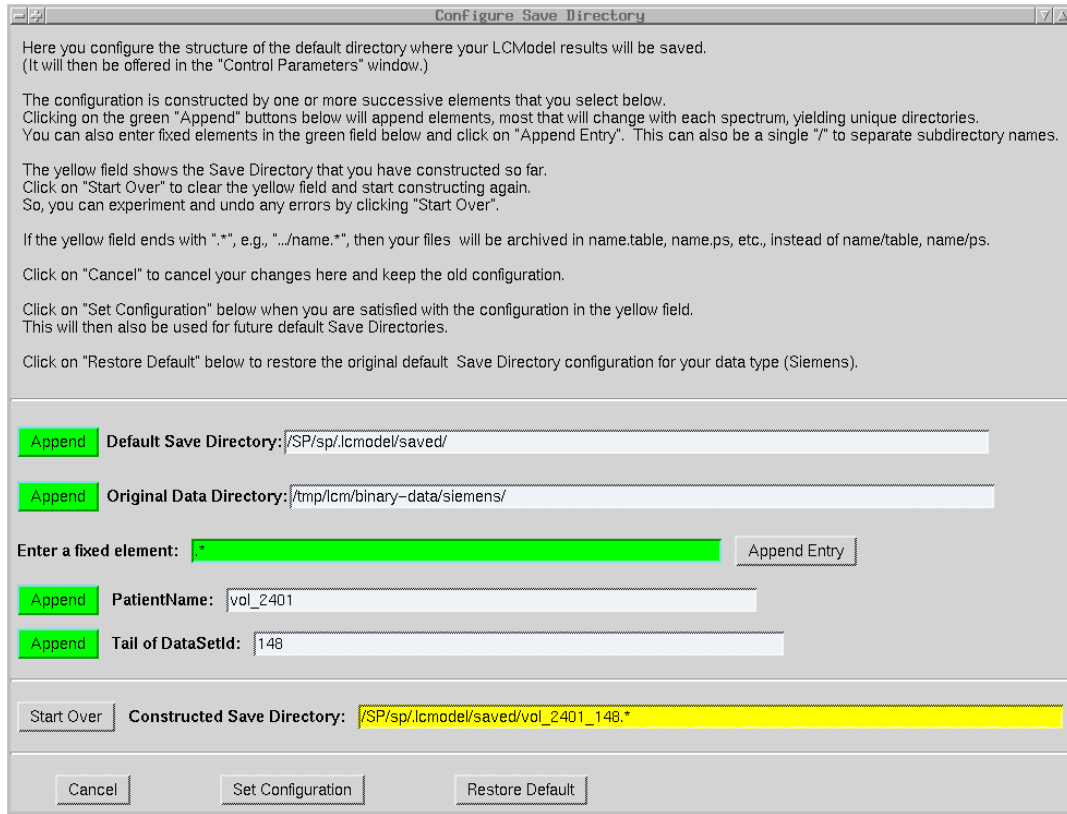 Configure Save Directory
Here you configure the structure of the default directory where your LCModel results will be saved.
(It will then be offered in the "Control Parameters" window.)
The configuration is constructed by one or more successive elements that you select below.
Clicking on the green "Append" buttons below will append elements, most that will change with each spectrum, yielding unique directories.
You can also enter fixed elements in the green field below and click on "Append Entry".  This can also be a single "/" to separate subdirectory names.
The yellow field shows the Save Directory that you have constructed so far.
Click on "Start Over" to clear the yellow field and start constructing again.
So, you can experiment and undo any errors by clicking "Start Over".
If the yellow field ends with ".*", e.g., ".../name.*", then your files  will be archived in name.table, name.ps, etc., instead of name/table, name/ps.
Click on "Cancel" to cancel your changes here and keep the old configuration.
Click on "Set Configuration" below when you are satisfied with the configuration in the yellow field.
This will then also be used for future default Save Directories.
Click on "Restore Default" below to restore the original default  Save Directory configuration for your data type (Siemens).
Append Default Save Directory: /SP/sp/.lcmodel/saved/
Append Original Data Directory: /tmp/lcm/binary-data/siemens/
Enter a fixed element: .* Append Entry
Append PatientName: vol_2401
Append Tail of DataSetId: 148
Start Over Constructed Save Directory: /SP/sp/.lcmodel/saved/vol_2401_148.*
Cancel Set Configuration Restore Default